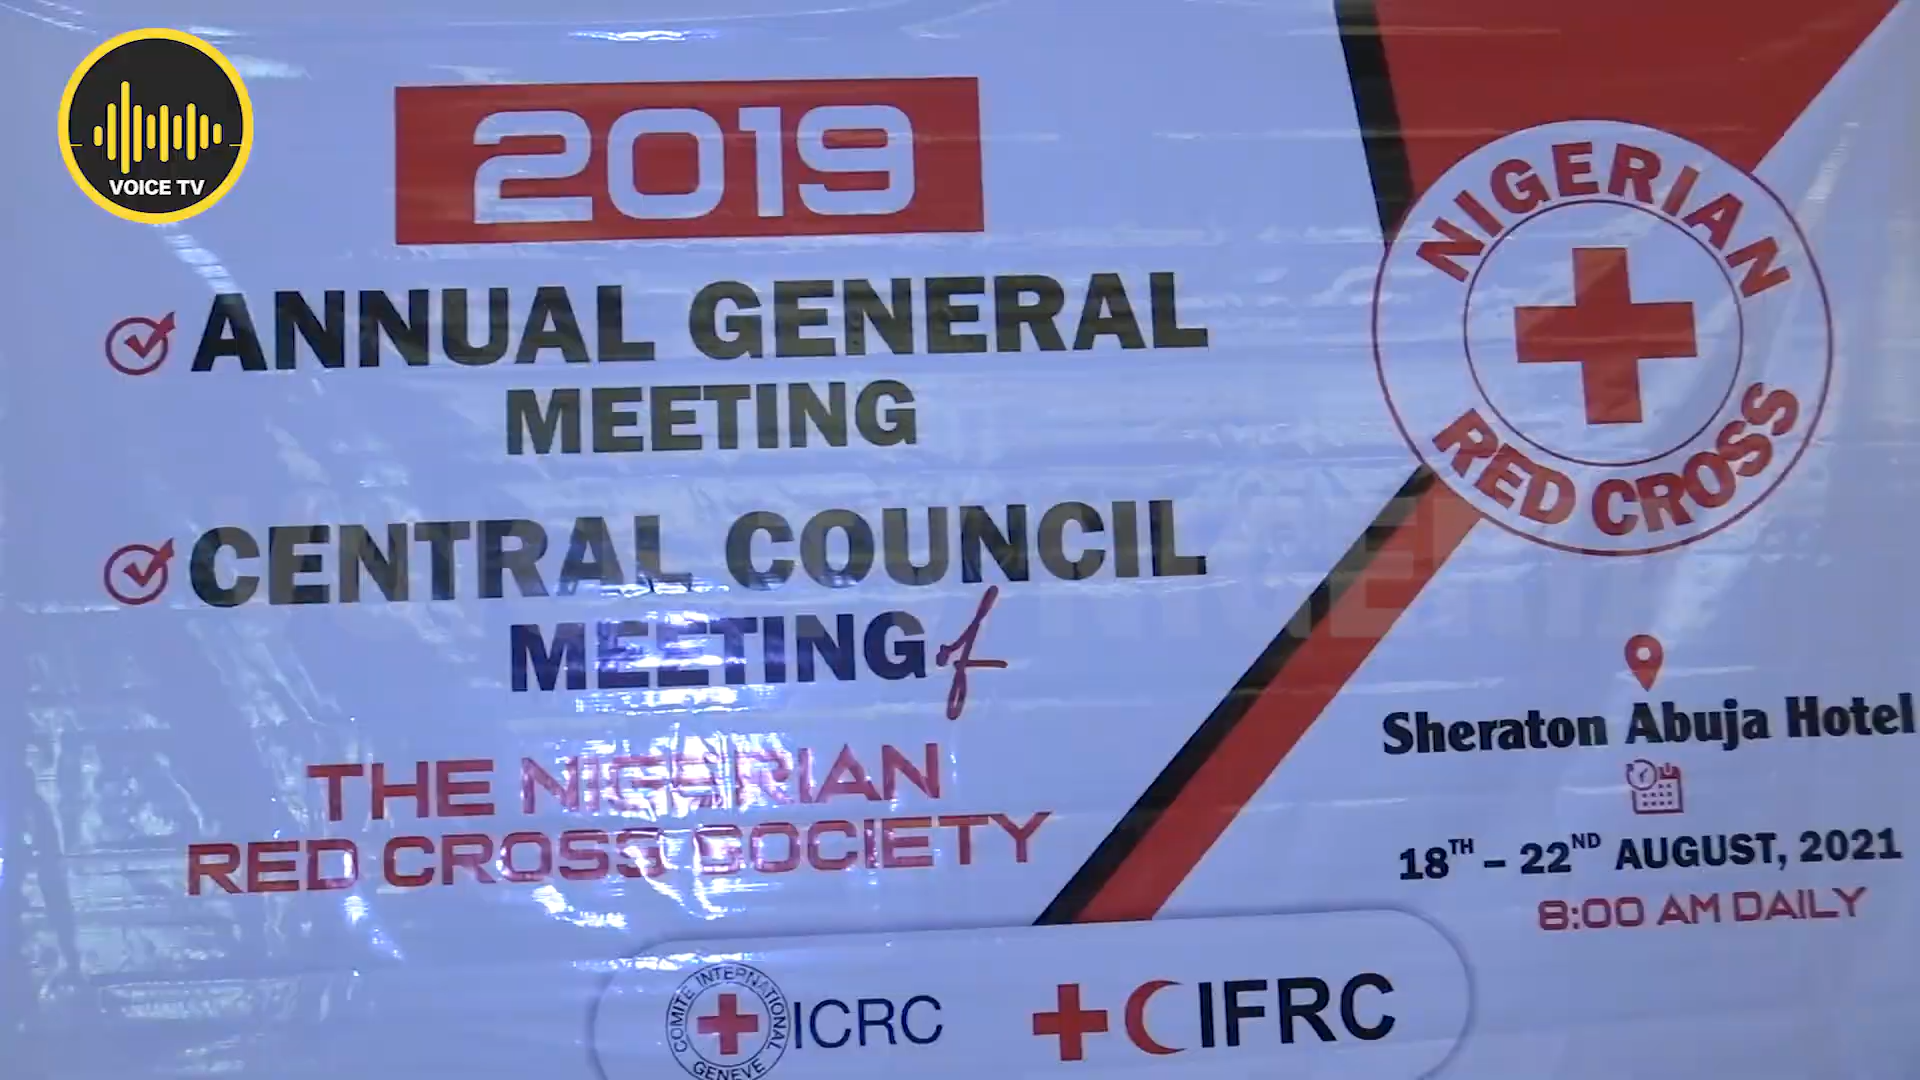 VOICE TV
2019
ANNUAL GENERAL
MEETING
CENTRAL COUNCIL
MEETING of
THE NIGERIAN
RED CROSS SOCIETY
NIGERIAN
RED CROSS
Sheraton Abuja Hotel
18TH – 22ND AUGUST, 2021
8:00 AM DAILY
COMITE INTERNATIONAL
GENEVE
ICRC
IFRC